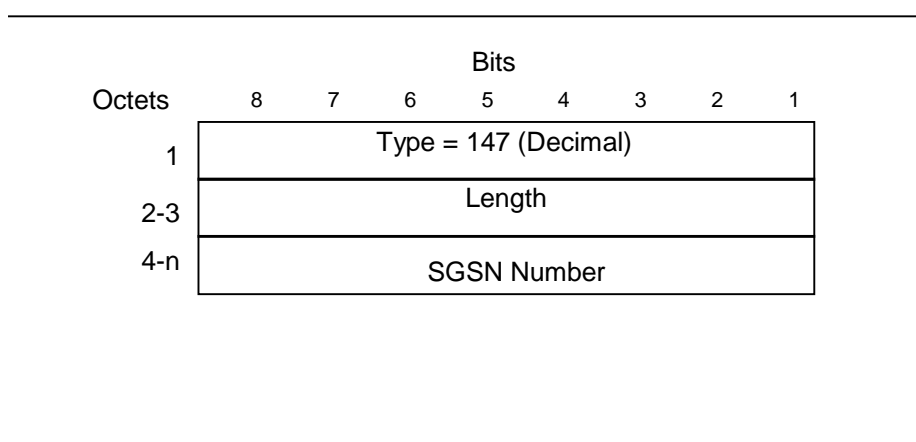 Bits
Octets 8 7 6 5 4 3 2 1
1 Type = 147 (Decimal)
2-3 Length
4-n SGSN Number